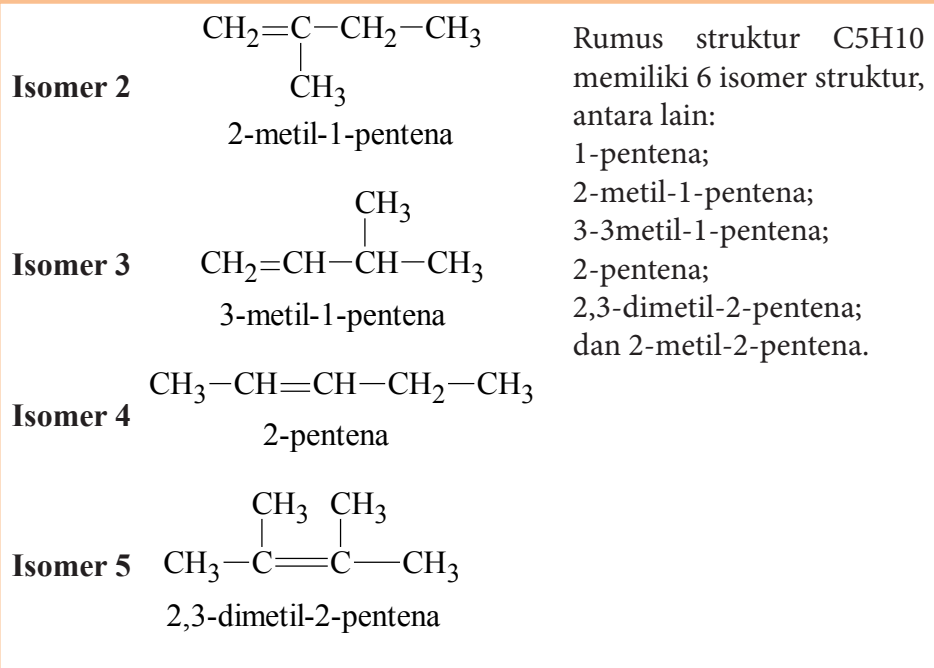 CH2=C–CH2–CH3
CH3
Isomer 2
2-metil-1-pentena
CH3
Isomer 3
CH2=CH–CH–CH3
3-metil-1-pentena
CH3–CH=CH–CH2–CH3
Isomer 4
2-pentena
CH3 CH3
Isomer 5
CH3–C=C–CH3
2,3-dimetil-2-pentena
Rumus struktur C5H10
memiliki 6 isomer struktur,
antara lain:
1-pentena;
2-metil-1-pentena;
3-3metil-1-pentena;
2-pentena;
2,3-dimetil-2-pentena;
dan 2-metil-2-pentena.